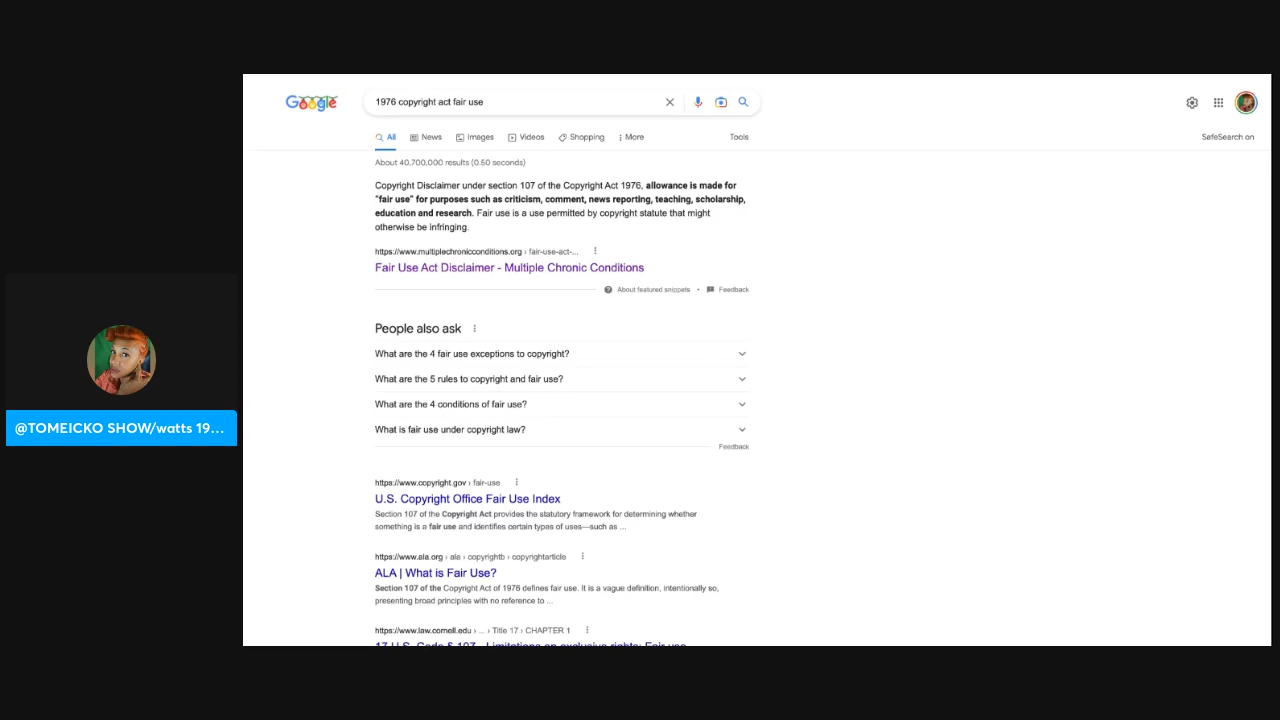 Google
1976 copyright act fair use
All News Images Videos Shopping More Tools
SafeSearch on
About 40,700,000 results (0.50 seconds)
Copyright Disclaimer under section 107 of the Copyright Act 1976, allowance is made for
"fair use" for purposes such as criticism, comment, news reporting, teaching, scholarship,
education and research. Fair use is a use permitted by copyright statute that might
otherwise be infringing.
https://www.multiplechronicconditions.org › fair-use-act-...
Fair Use Act Disclaimer - Multiple Chronic Conditions
About featured snippets • Feedback
People also ask
What are the 4 fair use exceptions to copyright?
What are the 5 rules to copyright and fair use?
What are the 4 conditions of fair use?
What is fair use under copyright law?
Feedback
@TOMEICKO SHOW/watts 19...
https://www.copyright.gov › fair-use
U.S. Copyright Office Fair Use Index
Section 107 of the Copyright Act provides the statutory framework for determining whether
something is a fair use and identifies certain types of uses—such as ...
https://www.ala.org › ala › copyrightb › copyrightarticle
ALA | What is Fair Use?
Section 107 of the Copyright Act of 1976 defines fair use. It is a vague definition, intentionally so,
presenting broad principles with no reference to ...
https://www.law.cornell.edu › ... › Title 17 › CHAPTER 1
17 U.S. Code § 107 - Limitations on exclusive rights: Fair use